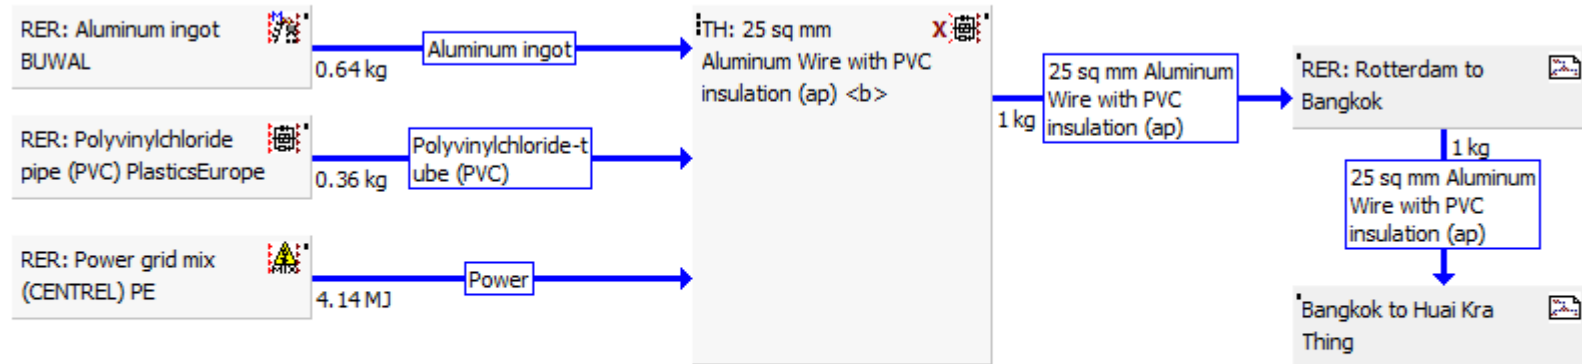 RER: Aluminum ingot
BUWAL
0.64 kg
Aluminum ingot
RER: Polyvinylchloride
pipe (PVC) PlasticsEurope
0.36 kg
Polyvinylchloride-t
ube (PVC)
RER: Power grid mix
(CENTREL) PE
4.14 MJ
Power
TH: 25 sq mm
Aluminum Wire with PVC
insulation (ap) <b>
X
1 kg
25 sq mm Aluminum
Wire with PVC
insulation (ap)
RER: Rotterdam to
Bangkok
1 kg
25 sq mm Aluminum
Wire with PVC
insulation (ap)
Bangkok to Huai Kra
Thing